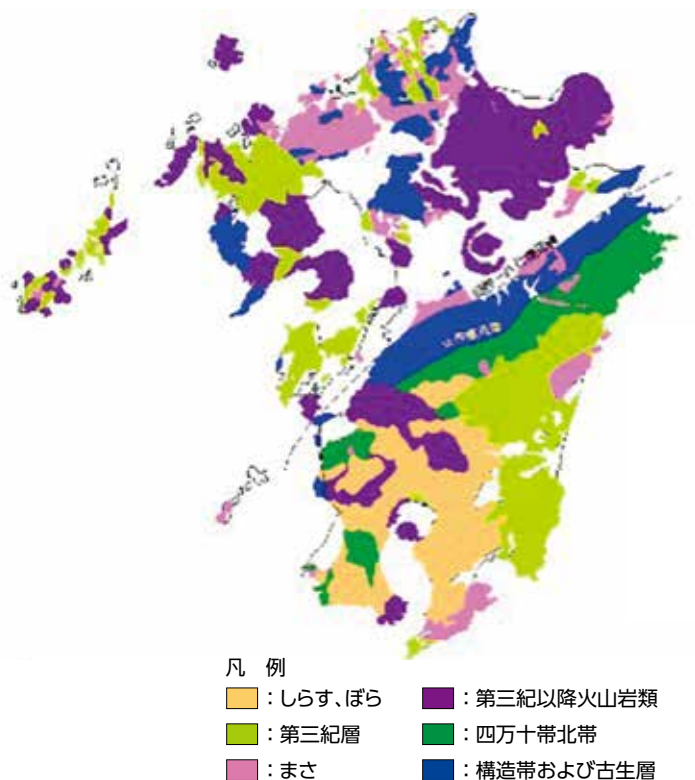 凡 例
：しらす、ぼら
：第三紀以降火山岩類
：第三紀層
：四万十帯北帯
：まさ
：構造帯および古生層